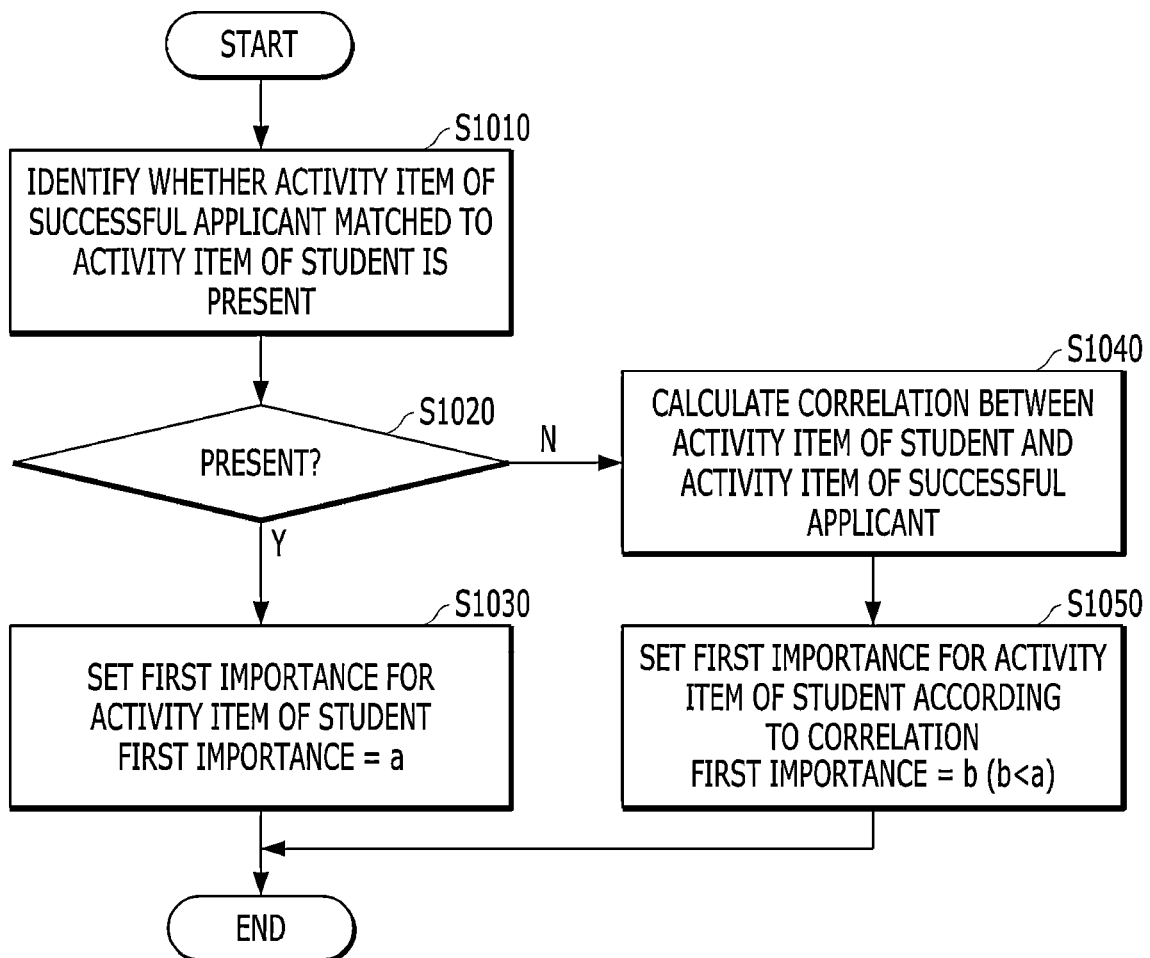 START
S1010
IDENTIFY WHETHER ACTIVITY ITEM OF
SUCCESSFUL APPLICANT MATCHED TO
ACTIVITY ITEM OF STUDENT IS
PRESENT
S1020
PRESENT?
N
Y
S1040
CALCULATE CORRELATION BETWEEN
ACTIVITY ITEM OF STUDENT AND
ACTIVITY ITEM OF SUCCESSFUL
APPLICANT
S1030
SET FIRST IMPORTANCE FOR
ACTIVITY ITEM OF STUDENT
FIRST IMPORTANCE = a
S1050
SET FIRST IMPORTANCE FOR ACTIVITY
ITEM OF STUDENT ACCORDING
TO CORRELATION
FIRST IMPORTANCE = b (b<a)
END